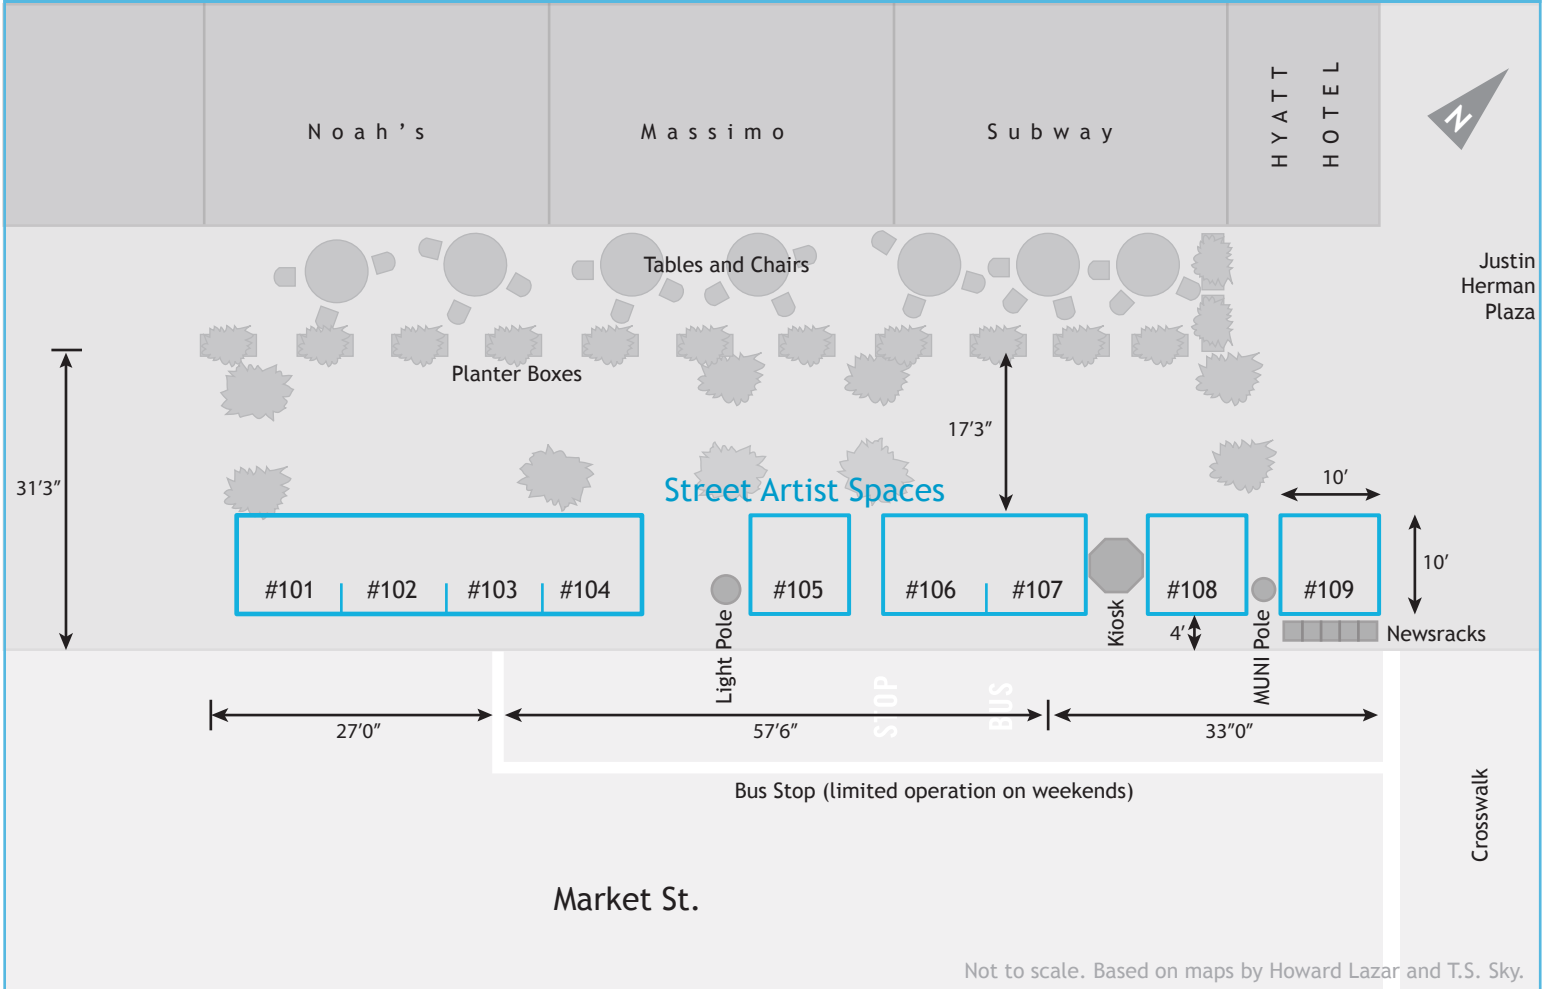 Noah’s
Massimo
Subway
HYATT
HOTEL
N
Tables and Chairs
Justin
Herman
Plaza
Planter Boxes
17’3”
31’3”
Street Artist Spaces
10’
10’
#101
#102
#103
#104
#105
#106
#107
#108
#109
Light Pole
Kiosk
4’
MUNI Pole
Newsracks
STOP
BUS
27’0”
57’6”
33”0”
Bus Stop (limited operation on weekends)
Crosswalk
Market St.
Not to scale. Based on maps by Howard Lazar and T.S. Sky.